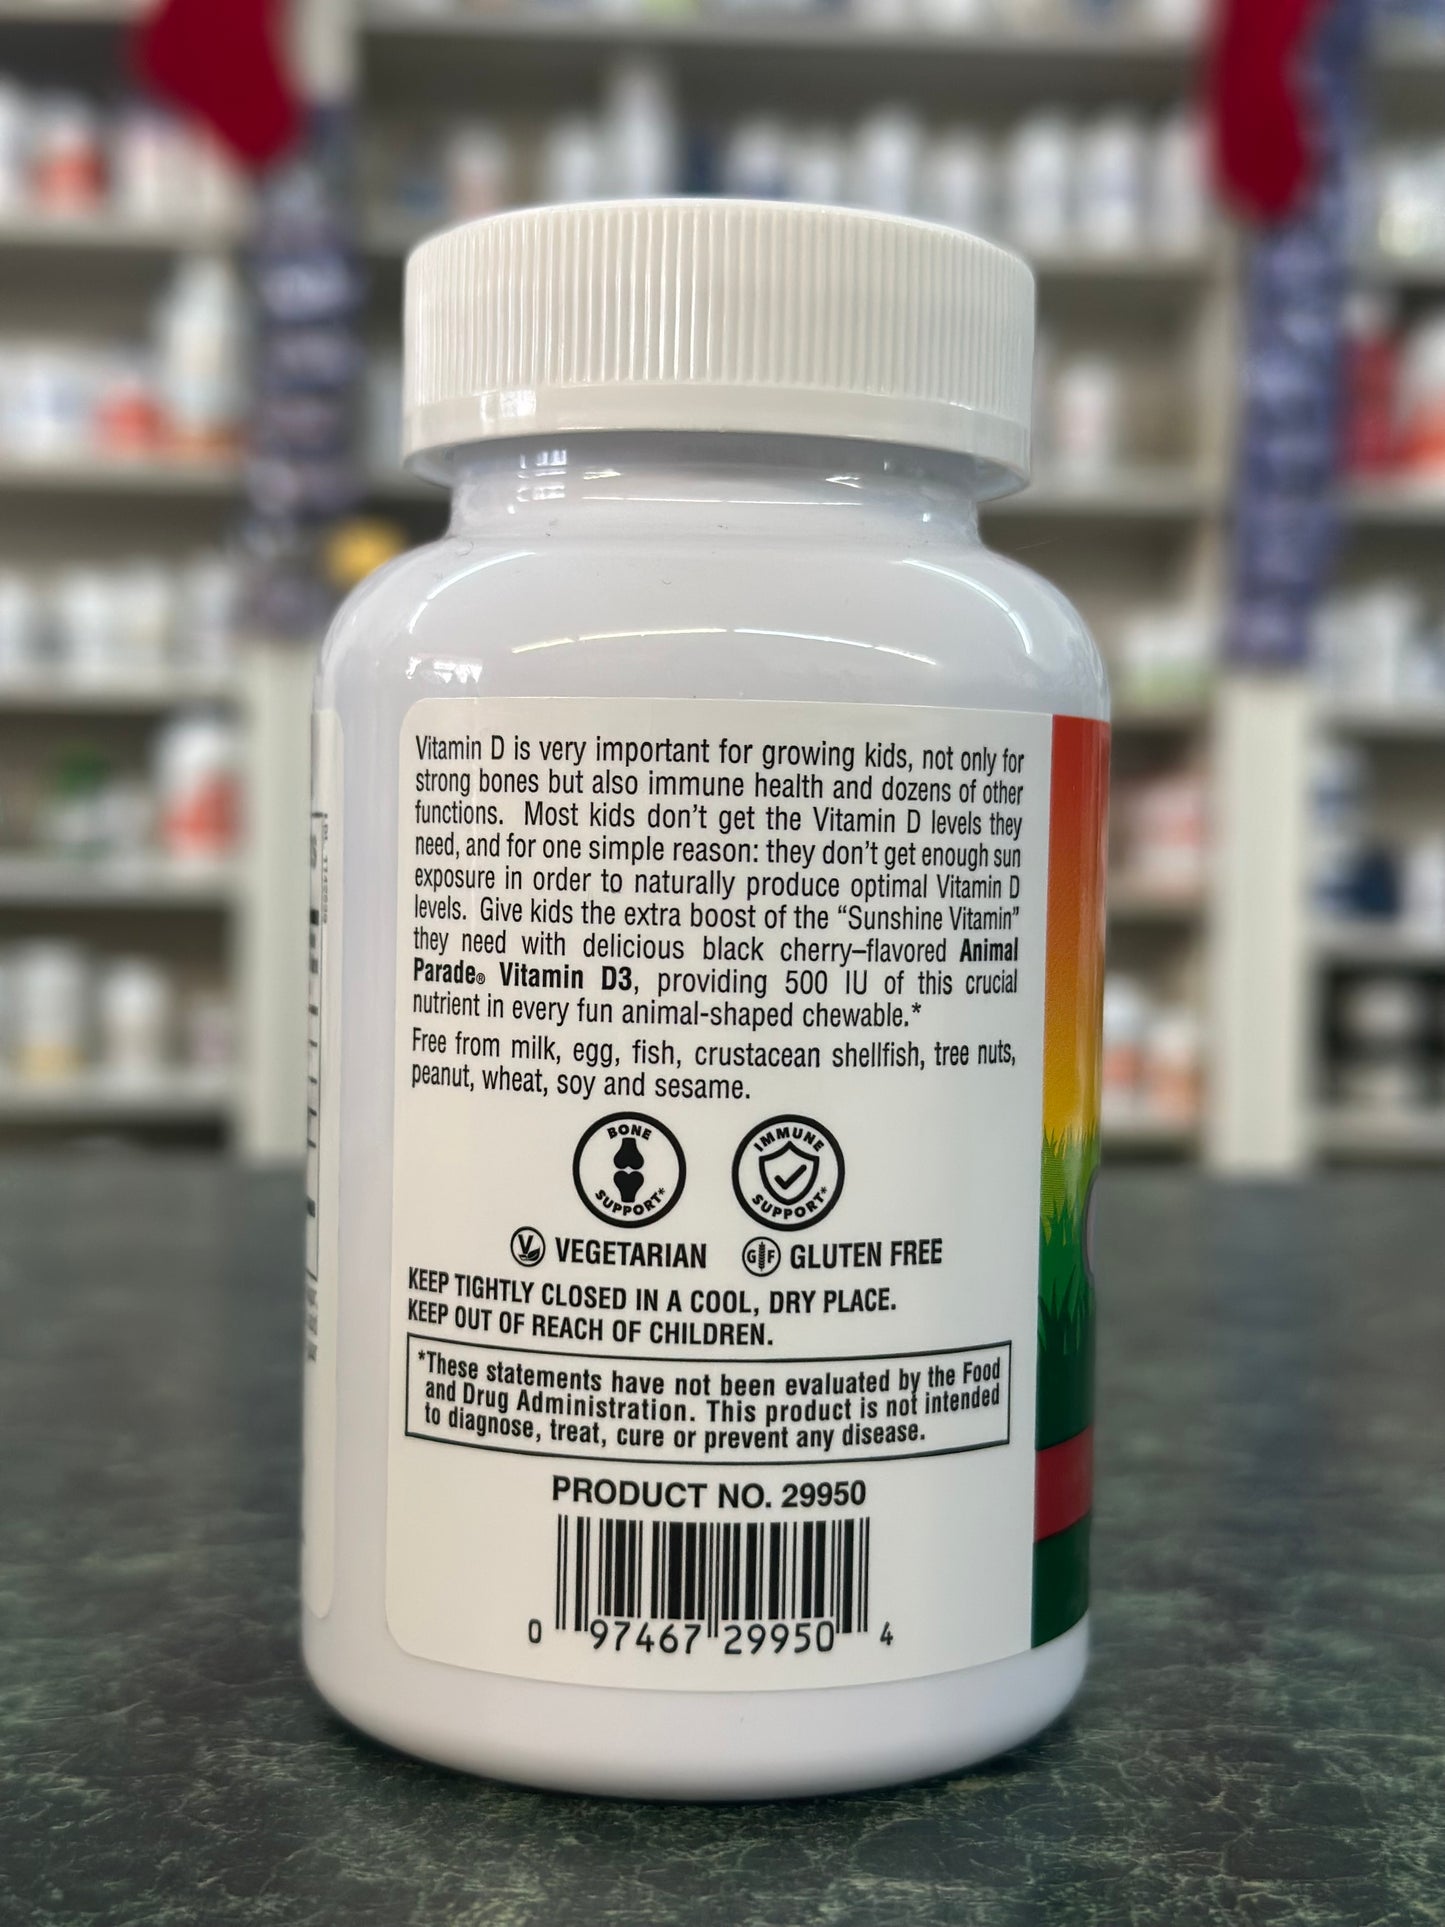 Vitamin D is very important for growing kids, not only for
strong bones but also immune health and dozens of other
functions. Most kids don't get the Vitamin D levels they
need, and for one simple reason: they don't get enough sun
exposure in order to naturally produce optimal Vitamin D
levels. Give kids the extra boost of the “Sunshine Vitamin”
they need with delicious black cherry–flavored Animal
Parade® Vitamin D3, providing 500 IU of this crucial
nutrient in every fun animal-shaped chewable.*
Free from milk, egg, fish, crustacean shellfish, tree nuts,
peanut, wheat, soy and sesame.
BONE
SUPPORT*
IMMUNE
SUPPORT*
V VEGETARIAN
GF GLUTEN FREE
KEEP TIGHTLY CLOSED IN A COOL, DRY PLACE.
KEEP OUT OF REACH OF CHILDREN.
*These statements have not been evaluated by the Food
and Drug Administration. This product is not intended
to diagnose, treat, cure or prevent any disease.
PRODUCT NO. 29950
0 97467 29950 4